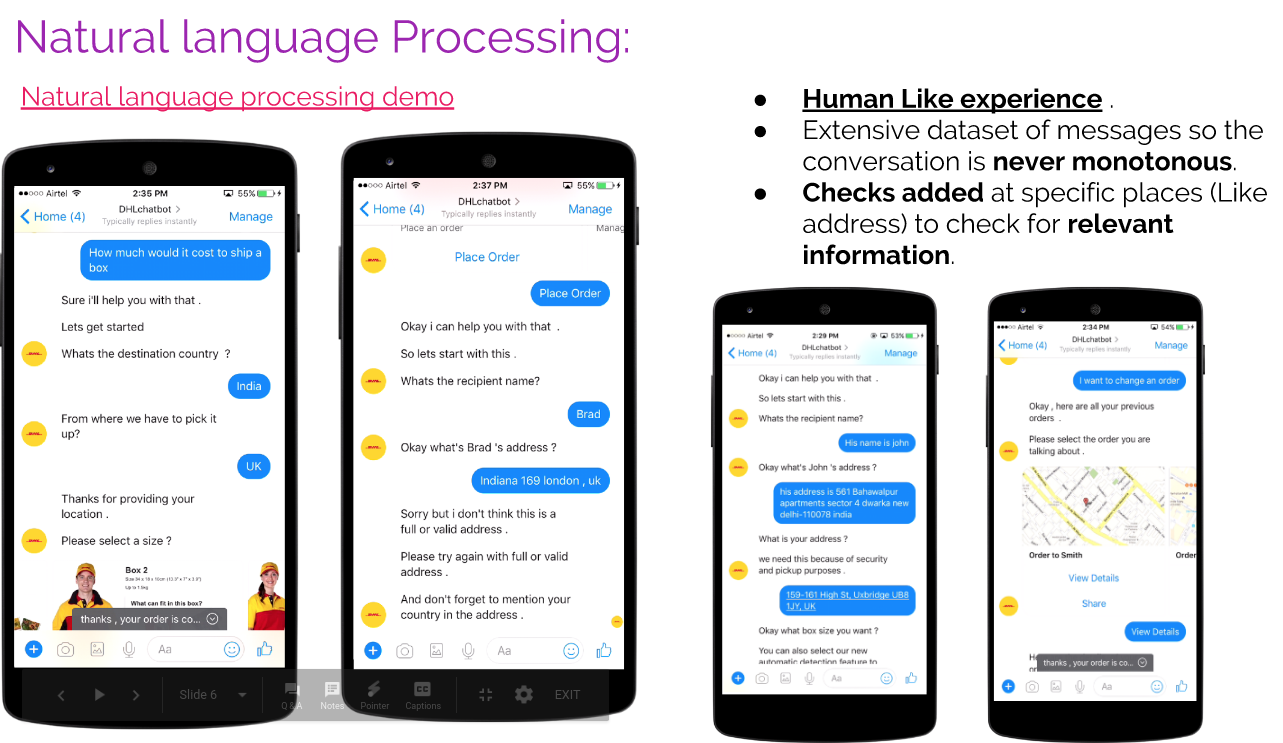 Natural language Processing:
Natural language processing demo
● Human Like experience .
● Extensive dataset of messages so the
conversation is never monotonous.
● Checks added at specific places (Like
address) to check for relevant
information.
Airtel 2:35 PM 55%
Home (4) DHLchatbot Manage
Typically replies instantly
How much would it cost to ship a
box
Sure i'll help you with that .
Lets get started
Whats the destination country ?
India
From where we have to pick it
up?
UK
Thanks for providing your
location .
Please select a size ?
Box 2
Up to 1.5kg
What can fit in this box?
thanks , your order is co...
Aa
Airtel 2:37 PM 55%
Home (4) DHLchatbot Manage
Typically replies instantly
Place an order Manag
Place Order
Place Order
Okay i can help you with that .
So lets start with this .
Whats the recipient name?
Brad
Okay what's Brad 's address ?
Indiana 169 london , uk
Sorry but i don't think this is a
full or valid address .
Please try again with full or valid
address .
And don't forget to mention your
country in the address .
Aa
Airtel 2:29 PM 53%
Home (4) DHLchatbot Manage
Typically replies instantly
Okay i can help you with that .
So lets start with this .
Whats the recipient name?
His name is john
Okay what's John 's address ?
his address is 561 Bahawalpur
apartments sector 4 dwarka new
delhi-110078 india
What is your address ?
we need this because of security
and pickup purposes .
159-161 High St, Uxbridge UB8
1JY, UK
Okay what box size you want ?
You can also select our new
automatic detection feature to
Aa
Airtel 2:34 PM 54%
Home (4) DHLchatbot Manage
Typically replies instantly
I want to change an order
Okay , here are all your previous
orders .
Please select the order you are
talking about .
Order to Smith Order
View Details
Share
View Details
thanks , your order is co...
Aa
Slide 6 Q & A Notes Pointer CC Captions EXIT